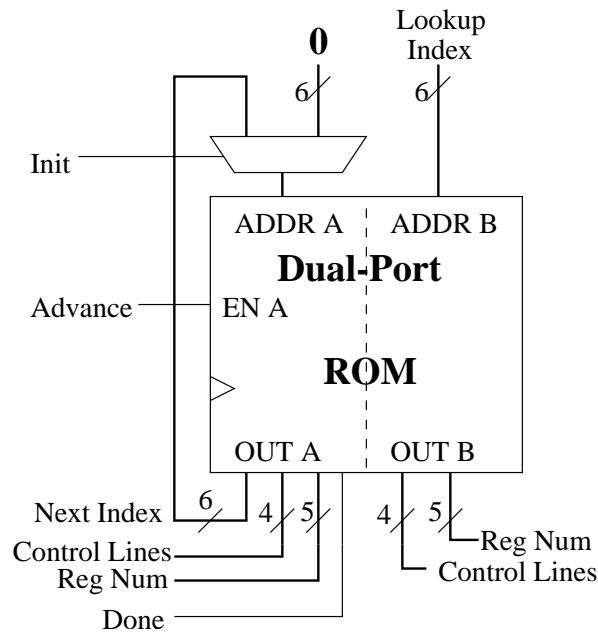 0
Lookup
Index
6
6
Init
ADDR A
ADDR B
Dual-Port
Advance
EN A
ROM
OUT A
OUT B
6
4
5
4
5
Next Index
Reg Num
Control Lines
Control Lines
Reg Num
Done